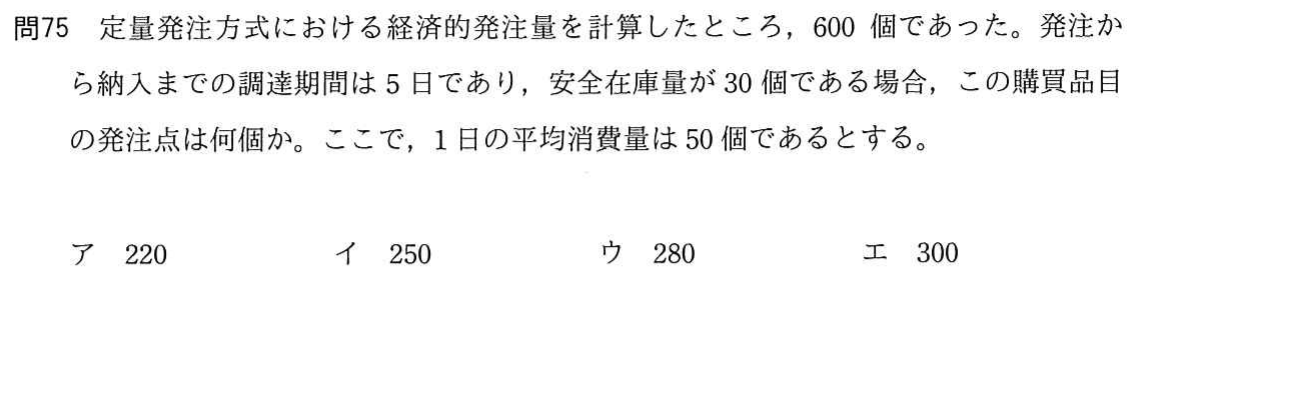 問75 定量発注方式における経済的発注量を計算したところ，600 個であった。発注か
ら納入までの調達期間は 5 日であり，安全在庫量が 30 個である場合，この購買品目
の発注点は何個か。ここで，1 日の平均消費量は 50 個であるとする。
ア 220 イ 250 ウ 280 エ 300